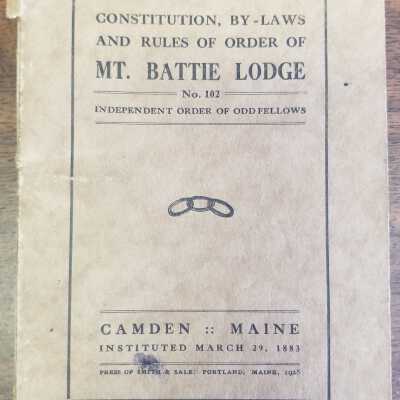 CONSTITUTION, BY-LAWS
AND RULES OF ORDER OF
MT. BATTIE LODGE
No. 102
INDEPENDENT ORDER OF ODD FELLOWS
CAMDEN :: MAINE
INSTITUTED MARCH 29, 1883
PRESS OF SMITH & SALE: PORTLAND, MAINE,